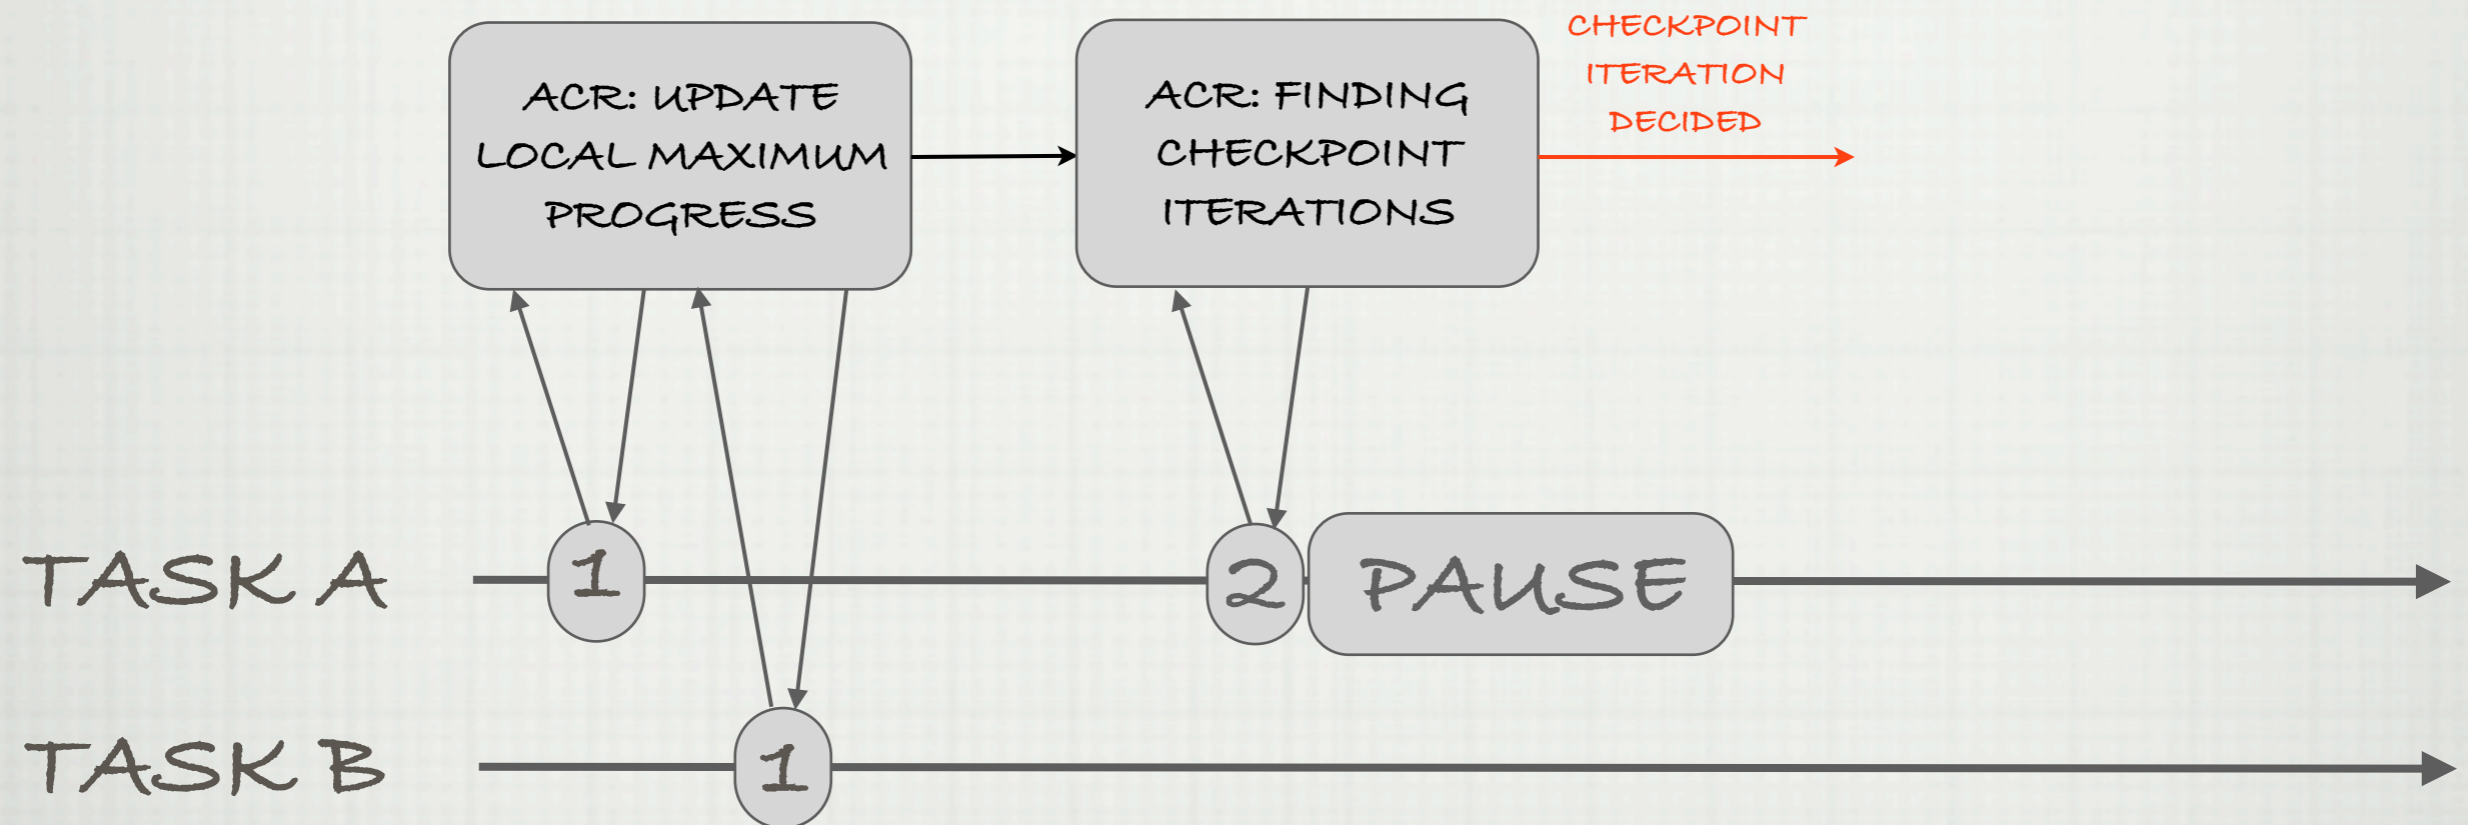 ACR: UPDATE
LOCAL MAXIMUM
PROGRESS
ACR: FINDING
CHECKPOINT
ITERATIONS
CHECKPOINT
ITERATION
DECIDED
TASK A
1
2
PAUSE
TASK B
1